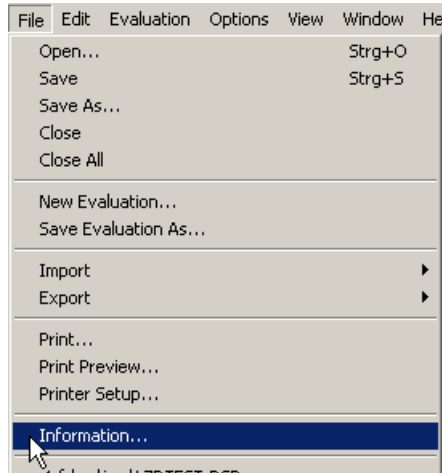 File Edit Evaluation Options View Window
Open... Strg+O
Save Strg+S
Save As...
Close
Close All
New Evaluation...
Save Evaluation As...
Import
Export
Print...
Print Preview...
Printer Setup...
Information...